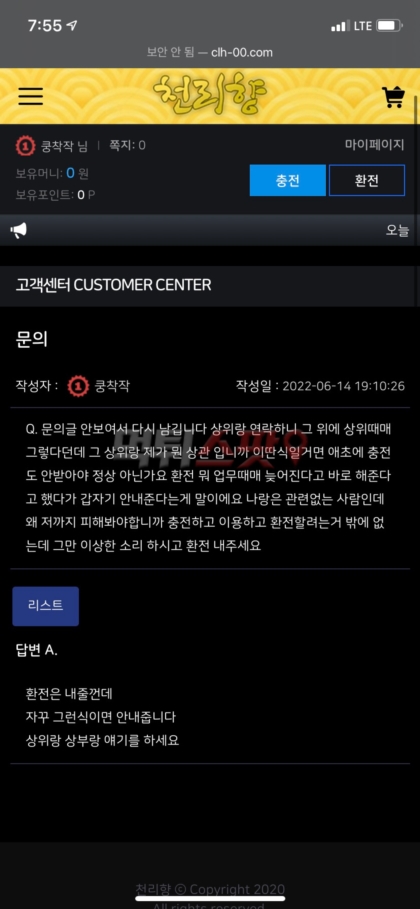 7:55
LTE
보안 안 됨 — clh-00.com
천리향
1 쿵착작 님 | 쪽지: 0
마이페이지
보유머니: 0 원
보유포인트: 0 P
충전
환전
오늘
고객센터 CUSTOMER CENTER
문의
작성자 : 1 쿵착작
작성일 : 2022-06-14 19:10:26
Q. 문의글 안보여서 다시 남깁니다 상위랑 연락하니 그 위에 상위때매
그렇다던데 그 상위랑 제가 뭔 상관 입니까 이딴식일거면 애초에 충전
도 안받아야 정상 아닌가요 환전 뭐 업무때매 늦어진다고 바로 해준다
고 했다가 갑자기 안내준다는게 말이에요 나랑은 관련없는 사람인데
왜 저까지 피해봐야합니까 충전하고 이용하고 환전할려는거 밖에 없
는데 그만 이상한 소리 하시고 환전 내주세요
먹튀스팟
리스트
답변 A.
환전은 내줄껀데
자꾸 그런식이면 안내줍니다
상위랑 상부랑 얘기를 하세요
천리향 © Copyright 2020
All rights reserved